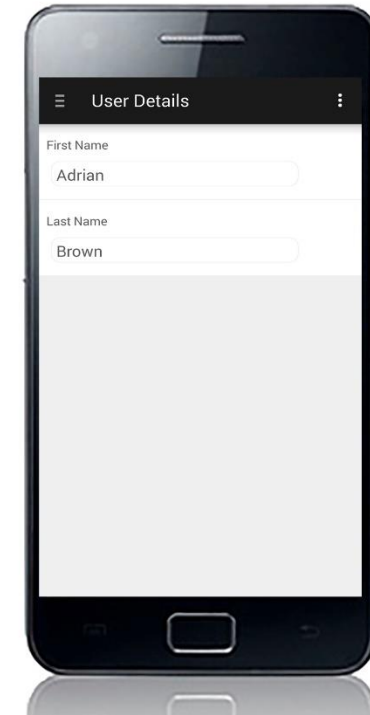 User Details
First Name
Adrian
Last Name
Brown